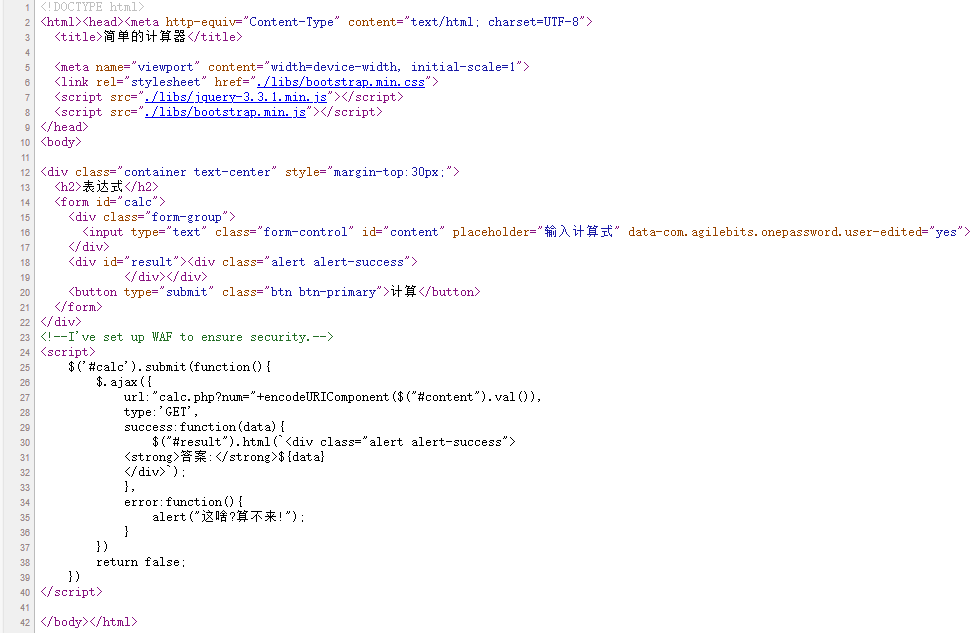 1 <!DOCTYPE html>
2 <html><head><meta http-equiv="Content-Type" content="text/html; charset=UTF-8">
3   <title>简单的计算器</title>
4
5   <meta name="viewport" content="width=device-width, initial-scale=1">
6   <link rel="stylesheet" href="./libs/bootstrap.min.css">
7   <script src="./libs/jquery-3.3.1.min.js"></script>
8   <script src="./libs/bootstrap.min.js"></script>
9 </head>
10 <body>
11
12 <div class="container text-center" style="margin-top:30px;">
13   <h2>表达式</h2>
14   <form id="calc">
15     <div class="form-group">
16       <input type="text" class="form-control" id="content" placeholder="输入计算式" data-com.agilebits.onepassword.user-edited="yes">
17     </div>
18     <div id="result"><div class="alert alert-success">
19             </div></div>
20     <button type="submit" class="btn btn-primary">计算</button>
21   </form>
22 </div>
23 <!--I've set up WAF to ensure security.-->
24 <script>
25     $('#calc').submit(function(){
26         $.ajax({
27             url:"calc.php?num="+encodeURIComponent($("#content").val()),
28             type:'GET',
29             success:function(data){
30                 $("#result").html(`<div class="alert alert-success">
31             <strong>答案:</strong>${data}
32             </div>`);
33             },
34             error:function(){
35                 alert("这啥?算不来!");
36             }
37         })
38         return false;
39     })
40 </script>
41
42 </body></html>